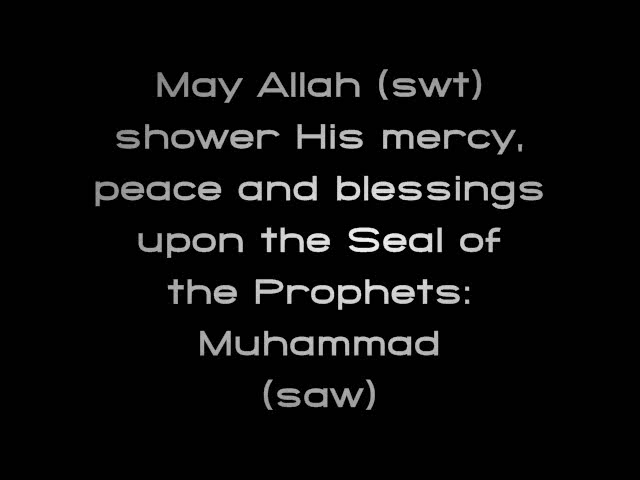 May Allah (swt)
shower His mercy,
peace and blessings
upon the Seal of
the Prophets:
Muhammad
(saw)